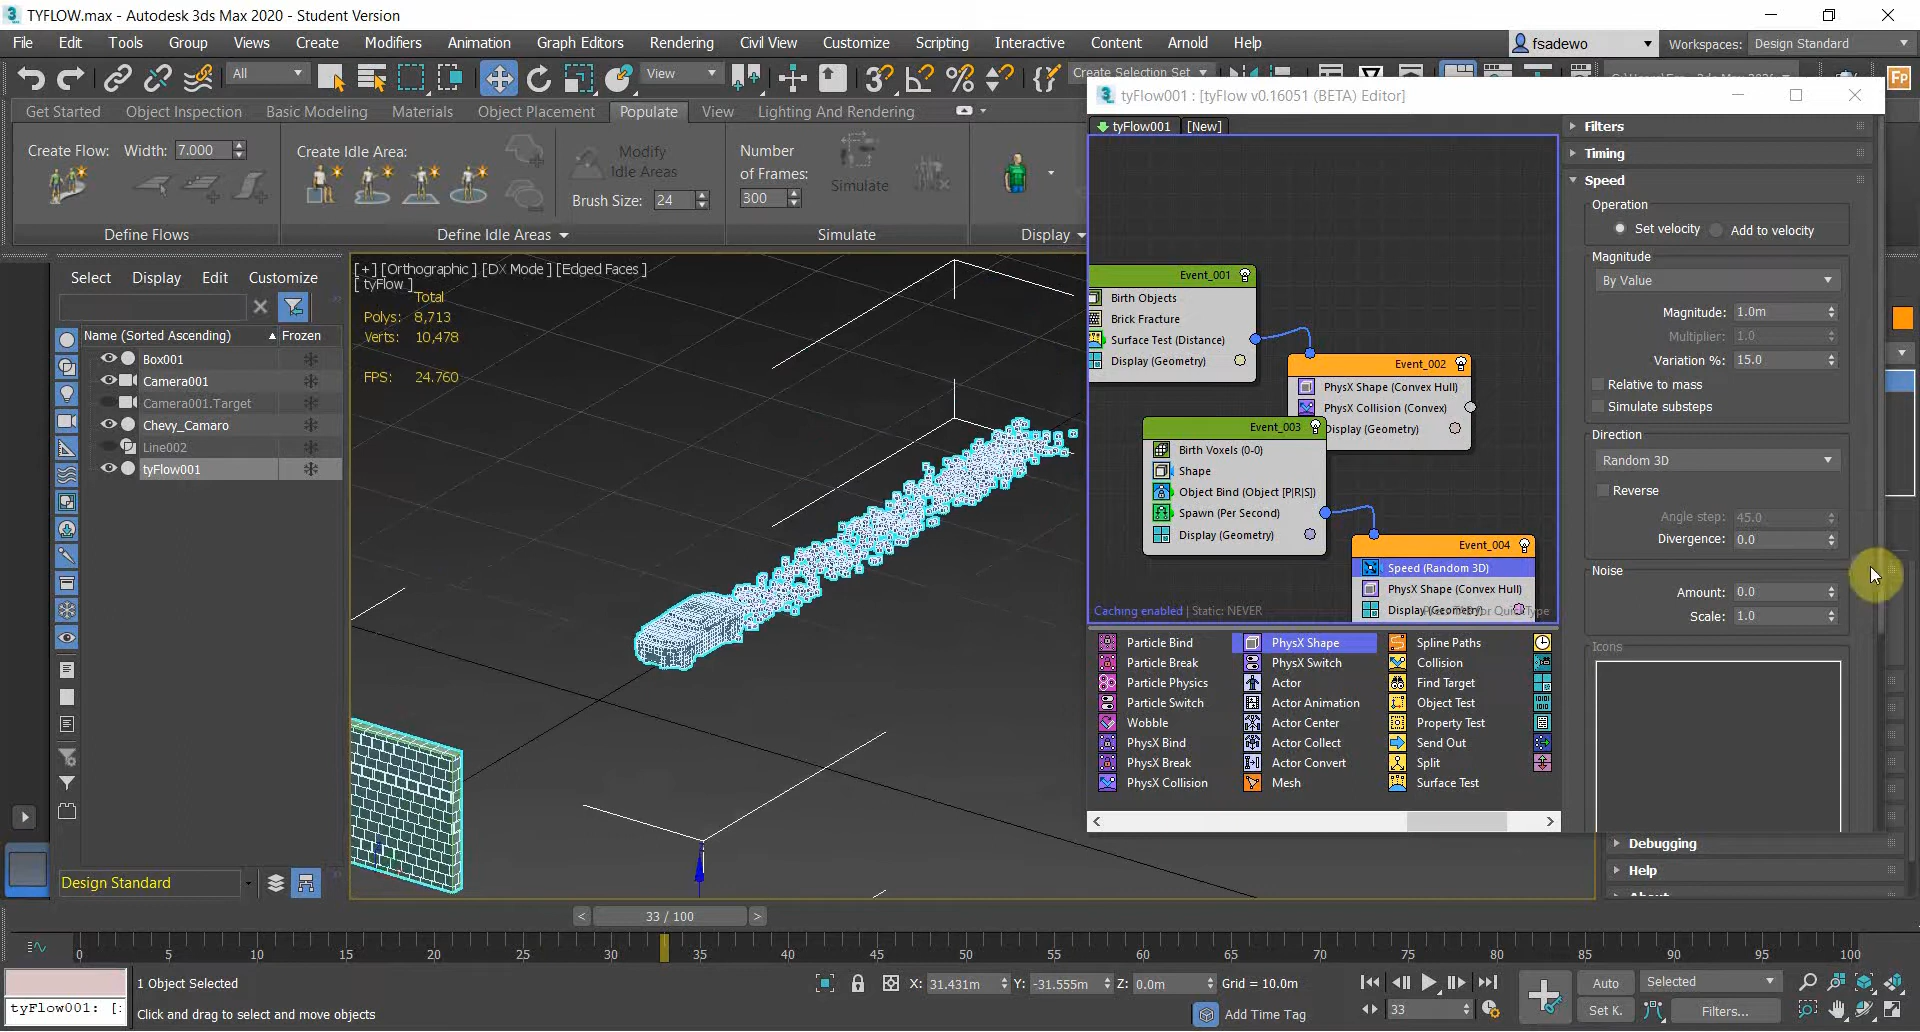 TYFLOW.max - Autodesk 3ds Max 2020 - Student Version
File Edit Tools Group Views Create Modifiers Animation Graph Editors Rendering Civil View Customize Scripting Interactive Content Arnold Help
fsadewo
Workspaces: Design Standard
All
View
Create Selection Set
Get Started Object Inspection Basic Modeling Materials Object Placement Populate View Lighting And Rendering
Create Flow: Width: 7.000
Define Flows
Create Idle Area:
Modify
Idle Areas
Brush Size: 24
Define Idle Areas
Number
of Frames:
300
Simulate
Simulate
Display
tyFlow001 : [tyFlow v0.16051 (BETA) Editor]
tyFlow001 [New]
Event_001
Birth Objects
Brick Fracture
Surface Test (Distance)
Display (Geometry)
Event_002
PhysX Shape (Convex Hull)
PhysX Collision (Convex)
Display (Geometry)
Event_003
Birth Voxels (0-0)
Shape
Object Bind (Object [P|R|S])
Spawn (Per Second)
Display (Geometry)
Event_004
Speed (Random 3D)
PhysX Shape (Convex Hull)
Display (Geometry)
Caching enabled | Static: NEVER
Particle Bind
Particle Break
Particle Physics
Particle Switch
Wobble
PhysX Bind
PhysX Break
PhysX Collision
PhysX Shape
PhysX Switch
Actor
Actor Animation
Actor Center
Actor Collect
Actor Convert
Mesh
Spline Paths
Collision
Find Target
Object Test
Property Test
Send Out
Split
Surface Test
Filters
Timing
Speed
Operation
Set velocity Add to velocity
Magnitude
By Value
Magnitude: 1.0m
Multiplier: 1.0
Variation %: 15.0
Relative to mass
Simulate substeps
Direction
Random 3D
Reverse
Angle step: 45.0
Divergence: 0.0
Noise
Amount: 0.0
Scale: 1.0
Icons
Debugging
Help
Select Display Edit Customize
Name (Sorted Ascending) Frozen
Box001
Camera001
Camera001.Target
Chevy_Camaro
Line002
tyFlow001
Design Standard
[+] [Orthographic ] [DX Mode ] [Edged Faces ]
[ tyFlow ]
Total
Polys: 8,713
Verts: 10,478
FPS: 24.760
33 / 100
0 5 10 15 20 25 30 35 40 45 50 55 60 65 70 75 80 85 90 95 100
1 Object Selected
Click and drag to select and move objects
X: 31.431m Y: -31.555m Z: 0.0m Grid = 10.0m
Add Time Tag
33
Auto
Set K.
Selected
Filters...